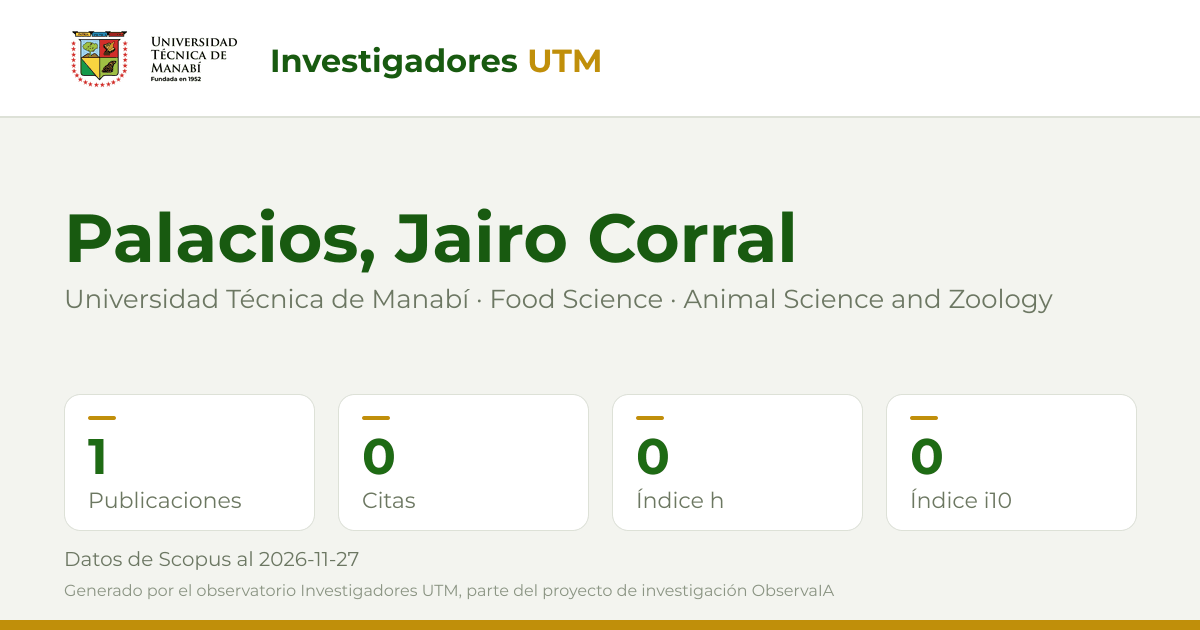 UNIVERSIDAD
TÉCNICA DE
MANABÍ
Fundada en 1952
Investigadores UTM
Palacios, Jairo Corral
Universidad Técnica de Manabí · Food Science · Animal Science and Zoology
1
Publicaciones
0
Citas
0
Índice h
0
Índice i10
Datos de Scopus al 2026-11-27
Generado por el observatorio Investigadores UTM, parte del proyecto de investigación ObservaIA